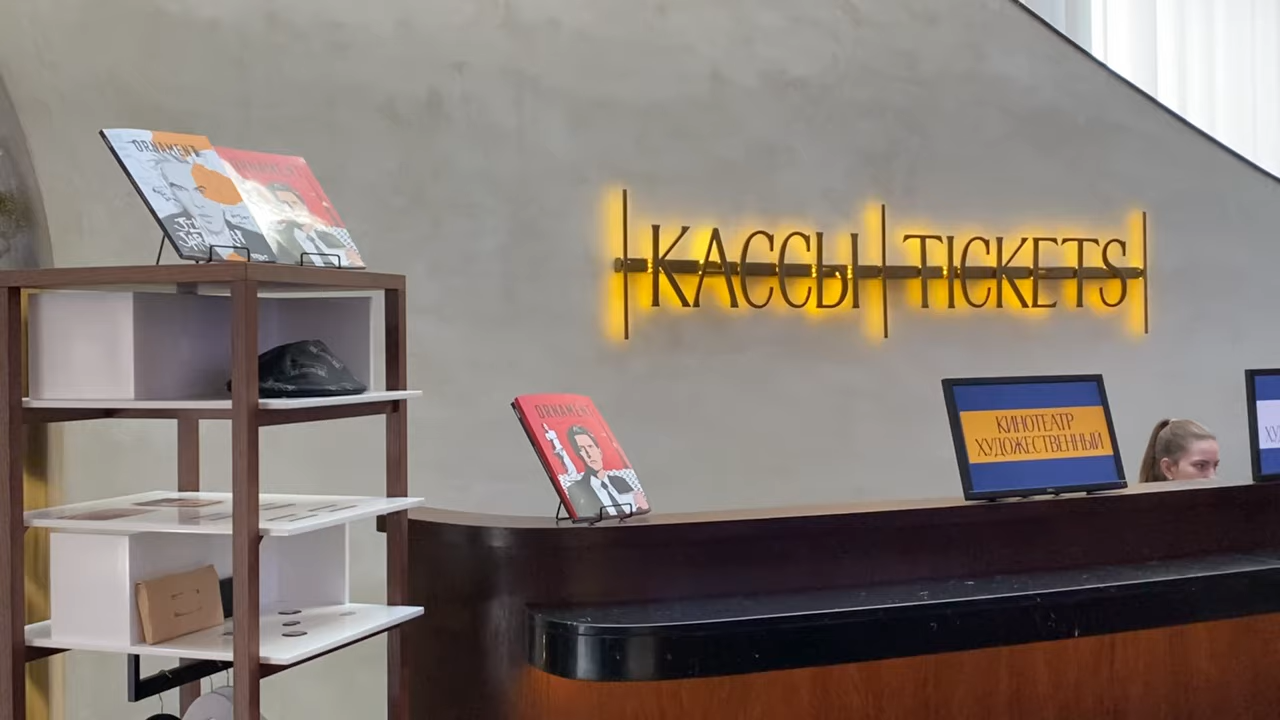 ORNAMENT
ORNAMENT
КАССЫ TICKETS
ORNAMENT
КИНОТЕАТР
ХУДОЖЕСТВЕННЫЙ